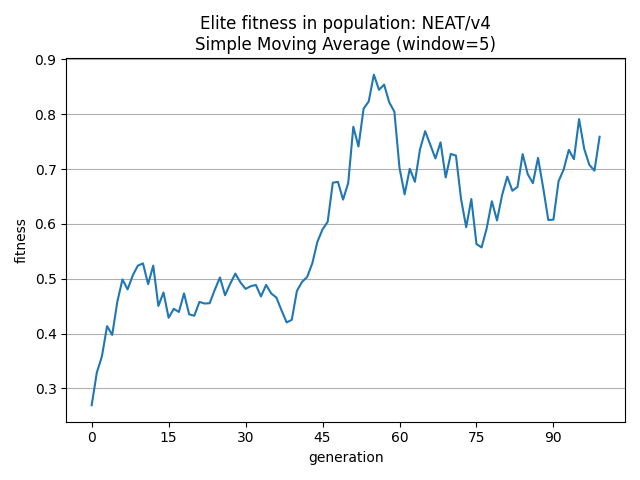 Elite fitness in population: NEAT/v4
Simple Moving Average (window=5)
0.9
0.8
0.7
0.6
0.5
0.4
0.3
fitness
0 15 30 45 60 75 90
generation